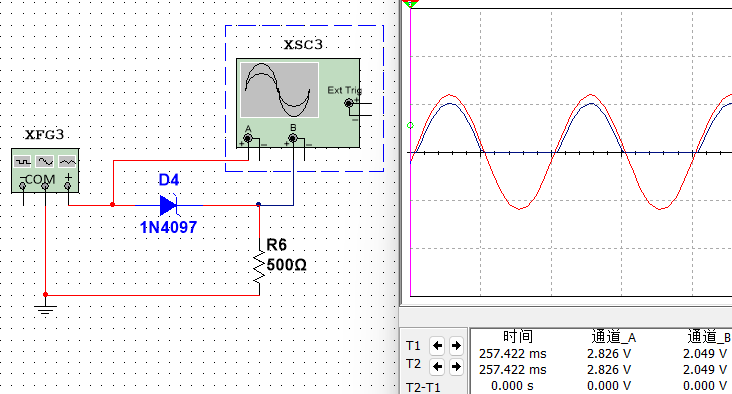 XSC3
Ext Trig
+
−
A
B
+
−
+
−
XFG3
−
COM
+
D4
1N4097
R6
500Ω
时间 通道_A 通道_B
T1 257.422 ms 2.826 V 2.049 V
T2 257.422 ms 2.826 V 2.049 V
T2-T1 0.000 s 0.000 V 0.000 V